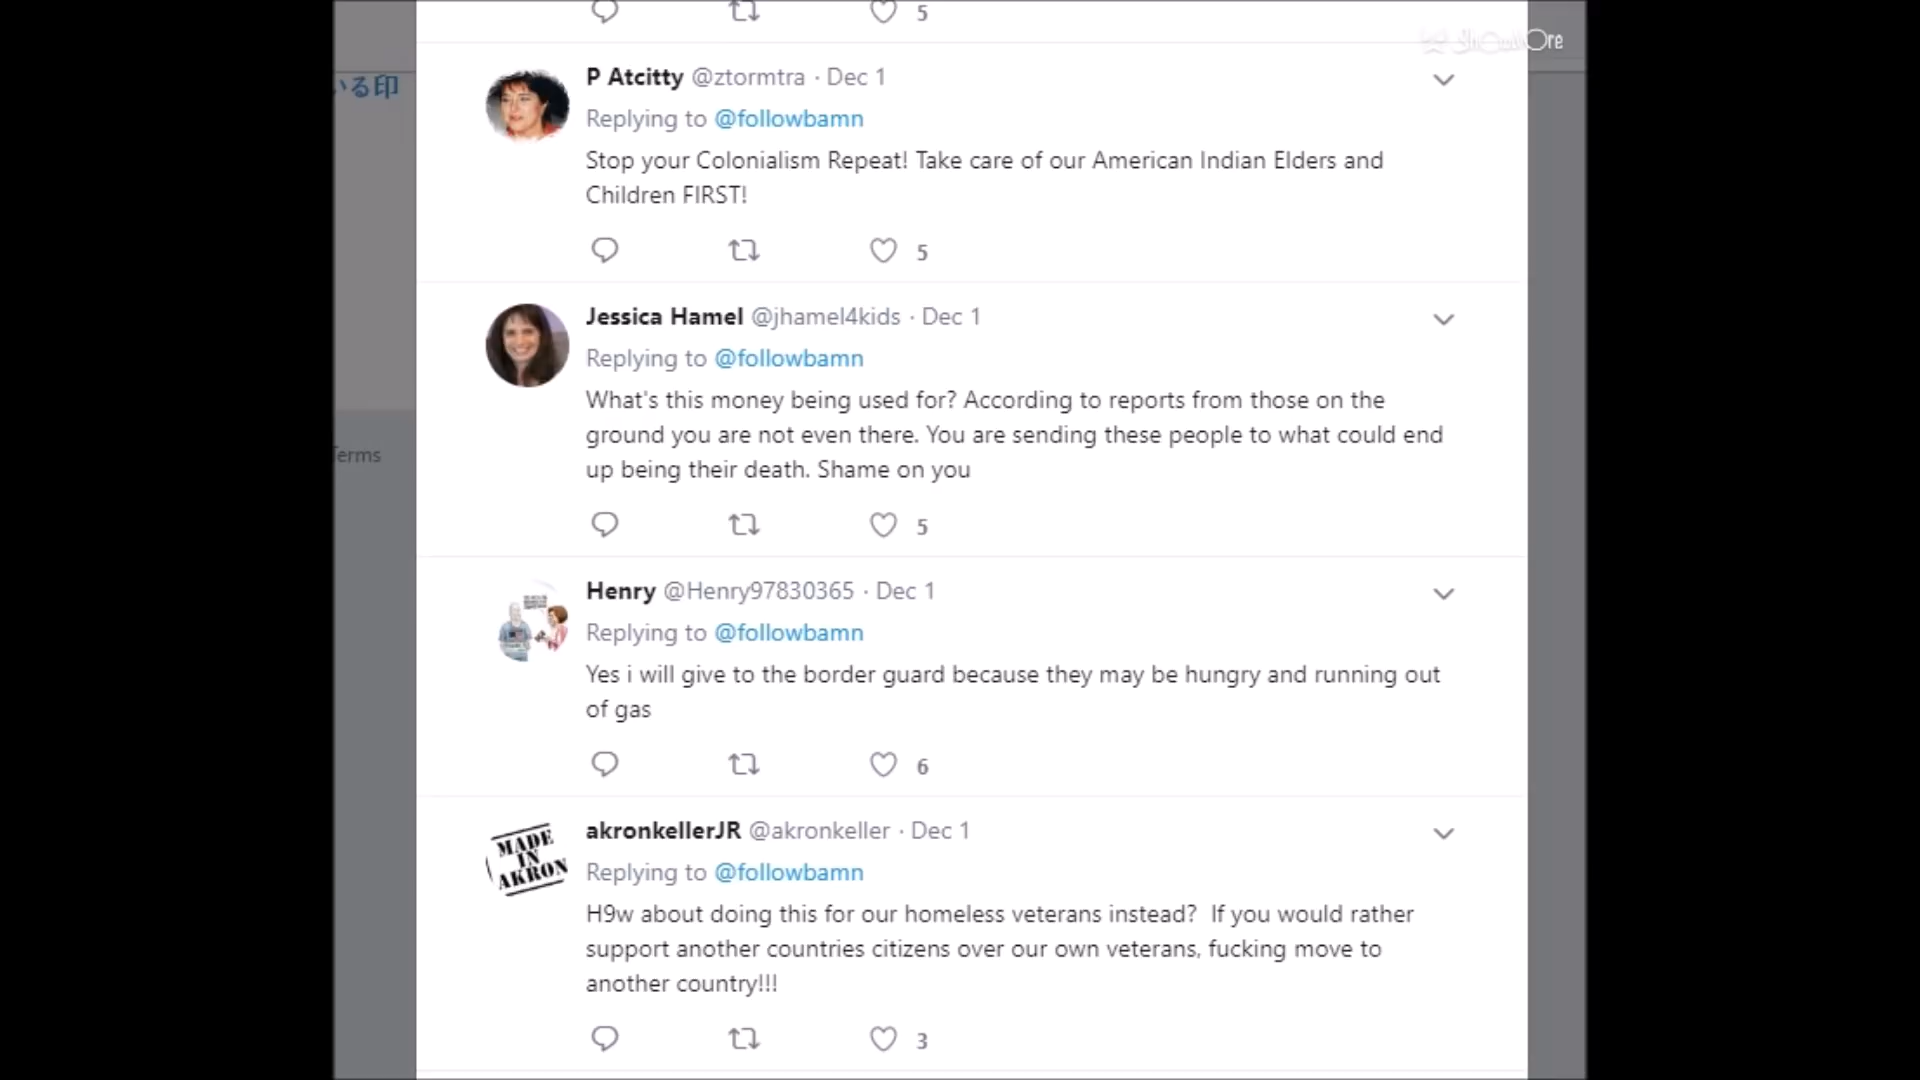 5
ShowMore
いる印
P Atcitty @ztormtra · Dec 1
Replying to @followbamn
Stop your Colonialism Repeat! Take care of our American Indian Elders and
Children FIRST!
5
Jessica Hamel @jhamel4kids · Dec 1
Replying to @followbamn
What's this money being used for? According to reports from those on the
ground you are not even there. You are sending these people to what could end
up being their death. Shame on you
Terms
5
Henry @Henry97830365 · Dec 1
Replying to @followbamn
Yes i will give to the border guard because they may be hungry and running out
of gas
6
akronkellerJR @akronkeller · Dec 1
MADE
IN
AKRON
Replying to @followbamn
H9w about doing this for our homeless veterans instead?  If you would rather
support another countries citizens over our own veterans, fucking move to
another country!!!
3